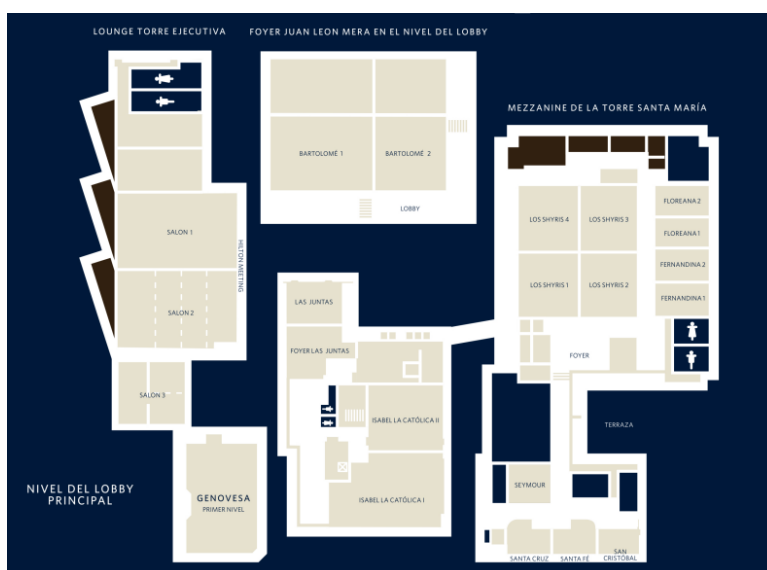 LOUNGE TORRE EJECUTIVA
FOYER JUAN LEON MERA EN EL NIVEL DEL LOBBY
MEZZANINE DE LA TORRE SANTA MARÍA
BARTOLOMÉ 1
BARTOLOMÉ 2
LOBBY
SALON 1
HILTON MEETING
SALON 2
SALON 3
LOS SHYRIS 4
LOS SHYRIS 3
LOS SHYRIS 1
LOS SHYRIS 2
FLOREANA 2
FLOREANA 1
FERNANDINA 2
FERNANDINA 1
FOYER
TERRAZA
LAS JUNTAS
FOYER LAS JUNTAS
ISABEL LA CATÓLICA II
ISABEL LA CATÓLICA I
SEYMOUR
SANTA CRUZ
SANTA FÉ
SAN
CRISTÓBAL
NIVEL DEL LOBBY
PRINCIPAL
GENOVESA
PRIMER NIVEL